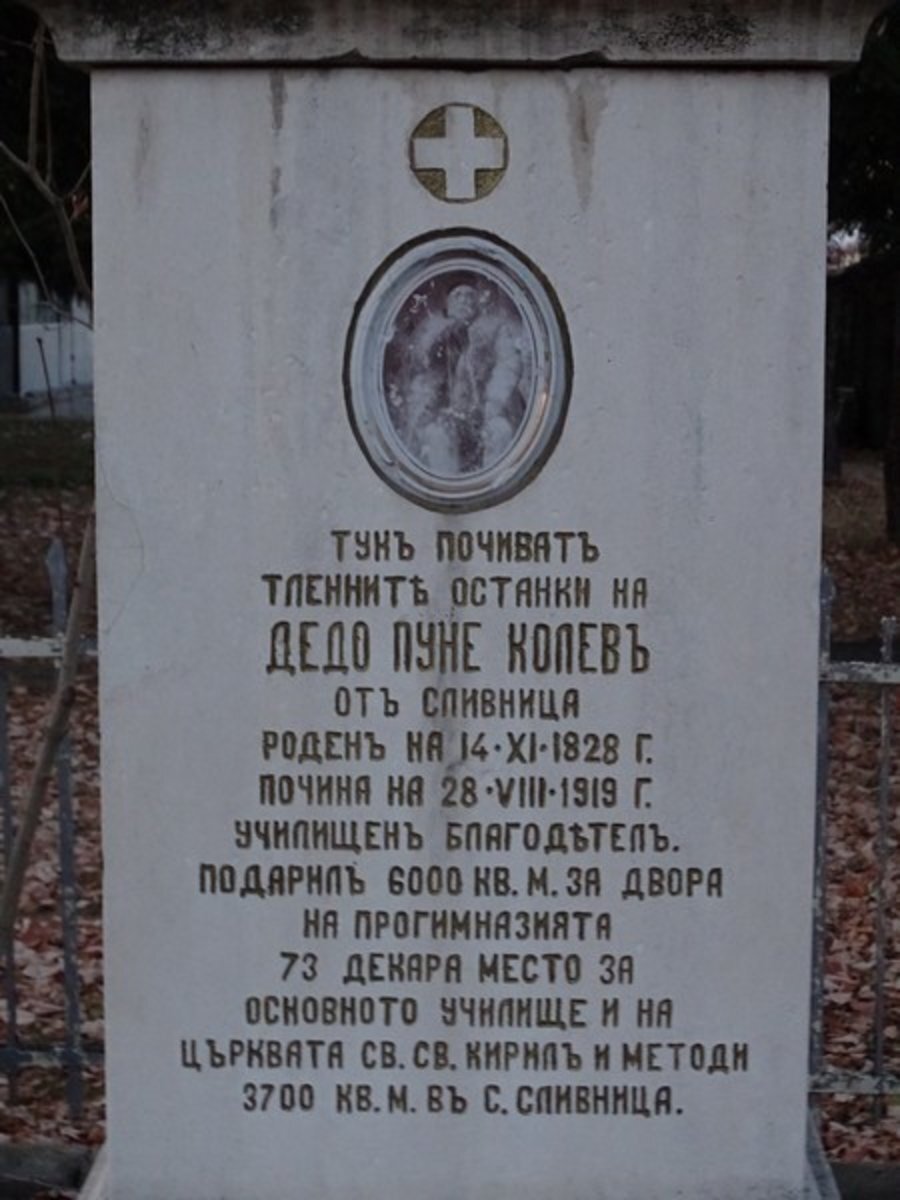 ТУКЪ ПОЧИВАТЪ
ТЛЕННИТѢ ОСТАНКИ НА
ДЕДО ПУНЕ КОЛЕВЪ
ОТЪ СЛИВНИЦА
РОДЕНЪ НА 14·XI·1828 Г.
ПОЧИНА НА 28·VIII·1919 Г.
УЧИЛИЩЕНЪ БЛАГОДѢТЕЛЪ.
ПОДАРИЛЪ 6000 КВ. М. ЗА ДВОРА
НА ПРОГИМНАЗИЯТА
73 ДЕКАРА МЕСТО ЗА
ОСНОВНОТО УЧИЛИЩЕ И НА
ЦЪРКВАТА СВ. СВ. КИРИЛЪ И МЕТОДИ
3700 КВ. М. ВЪ С. СЛИВНИЦА.